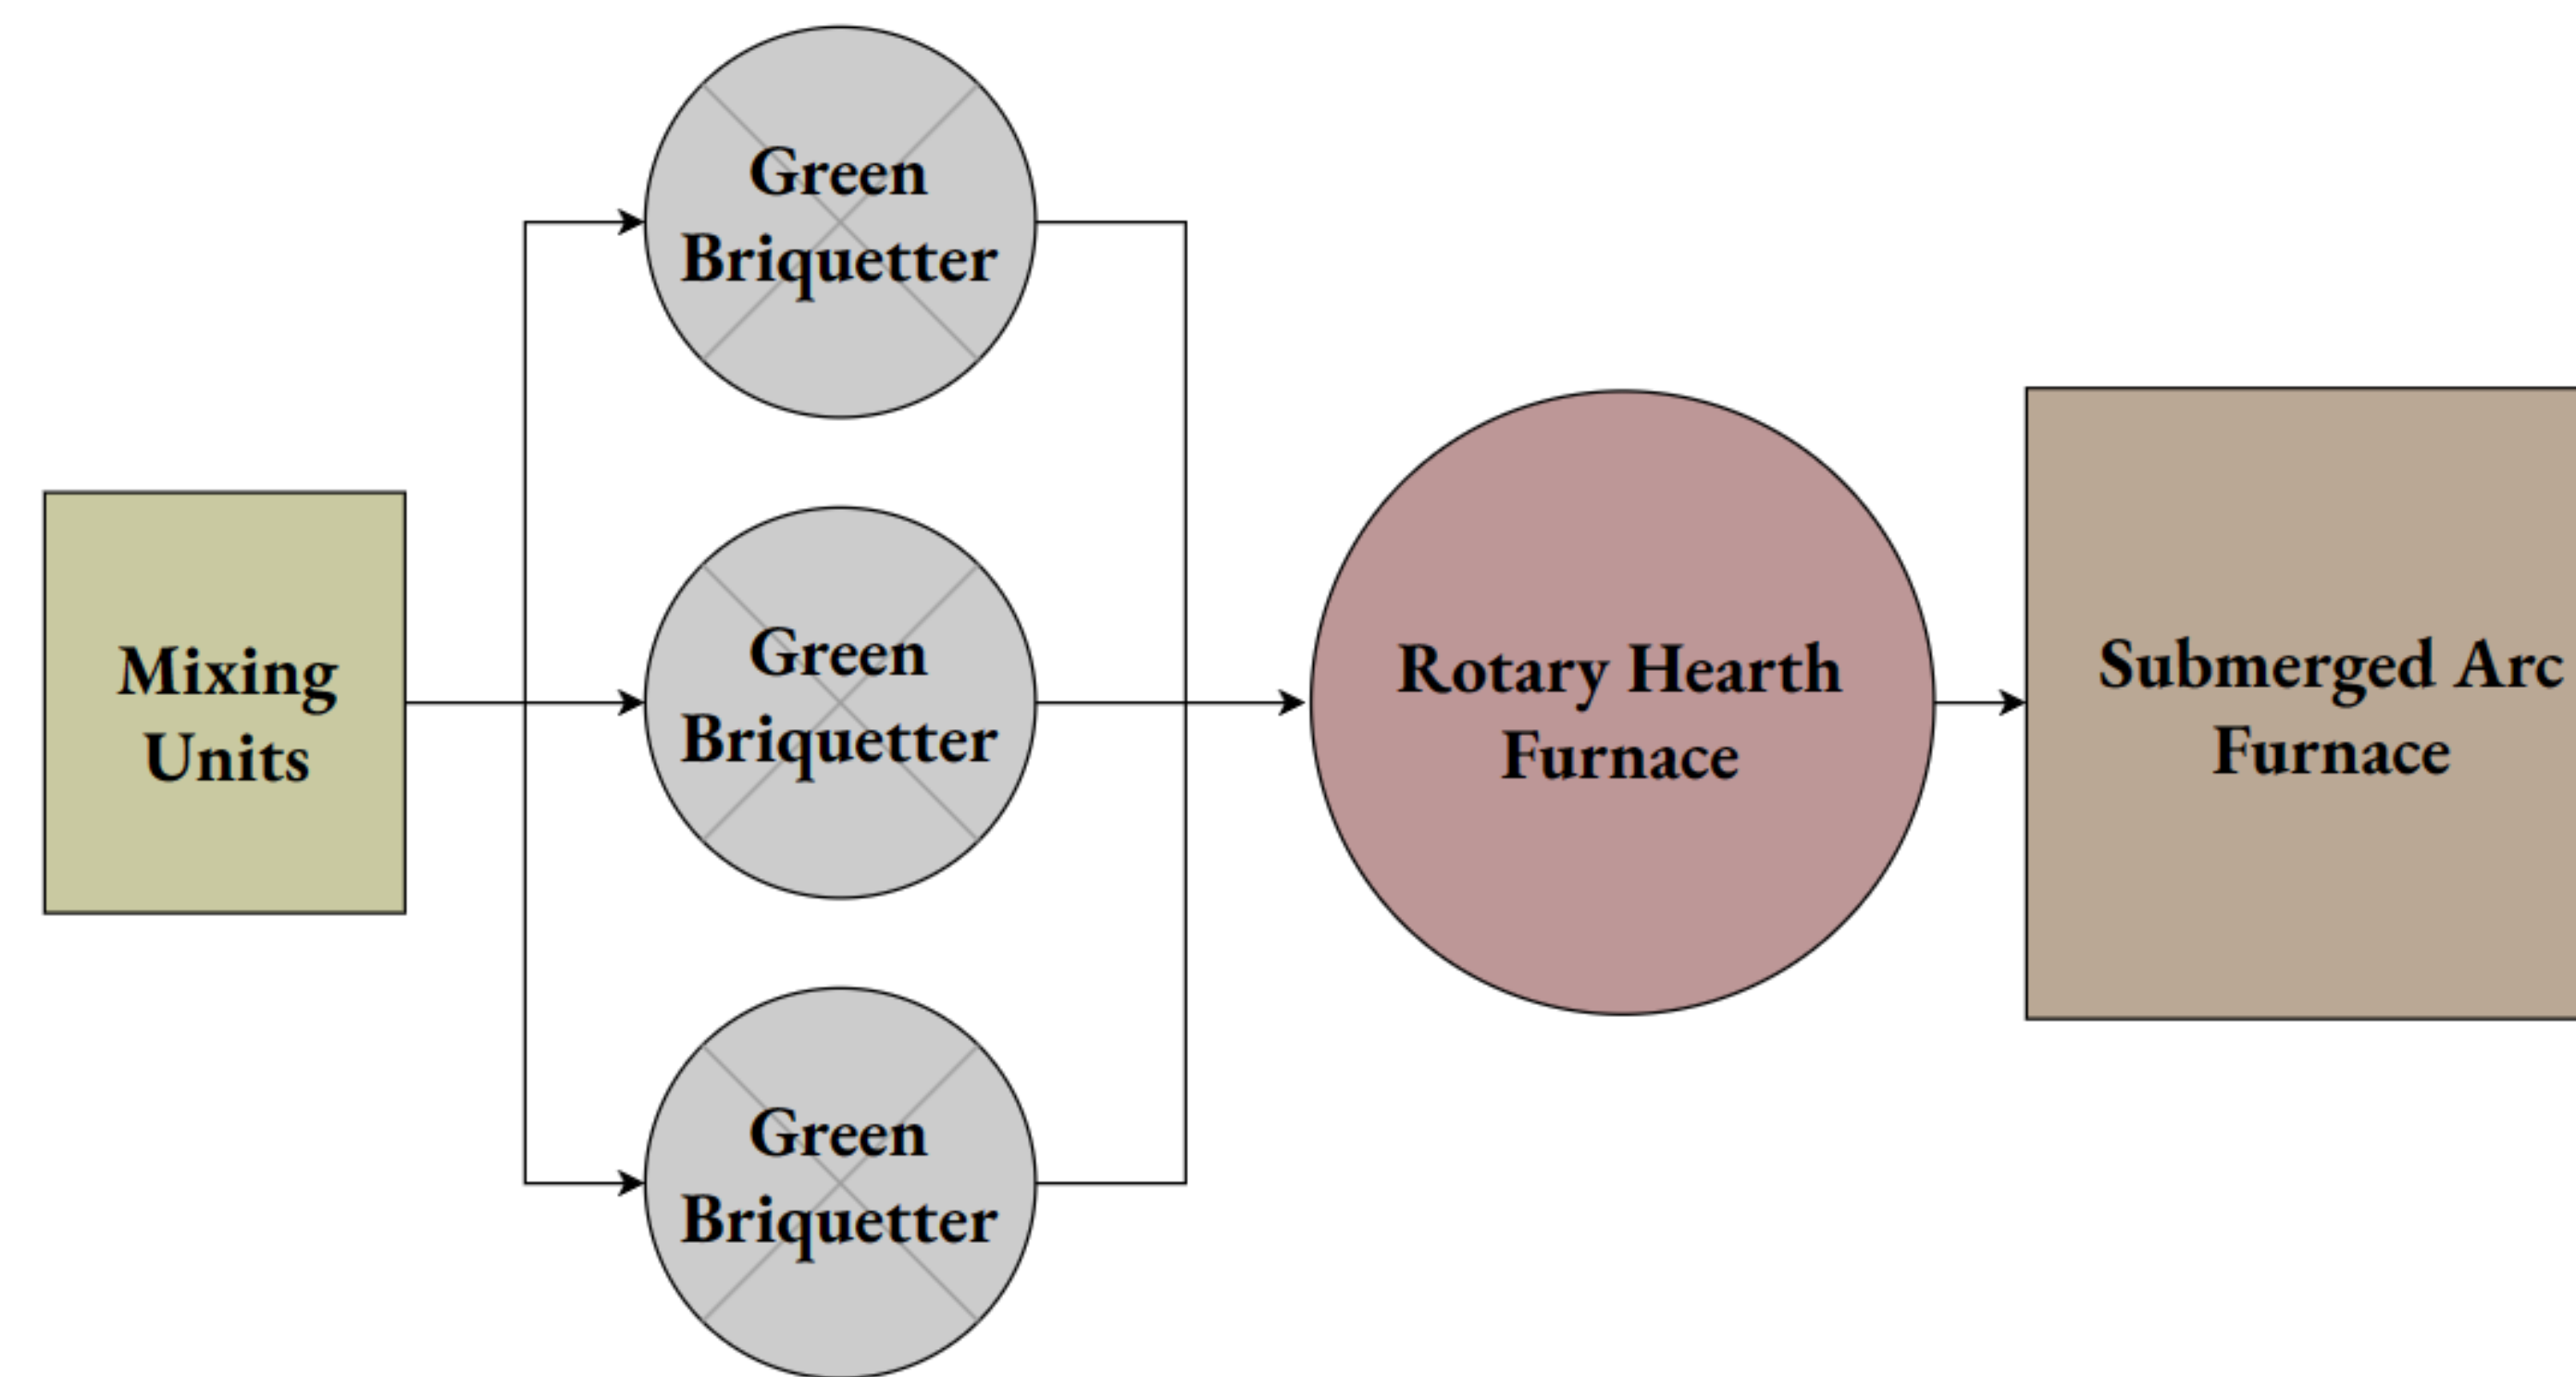 Green
Briquetter
Mixing
Units
Green
Briquetter
Rotary Hearth
Furnace
Submerged Arc
Furnace
Green
Briquetter